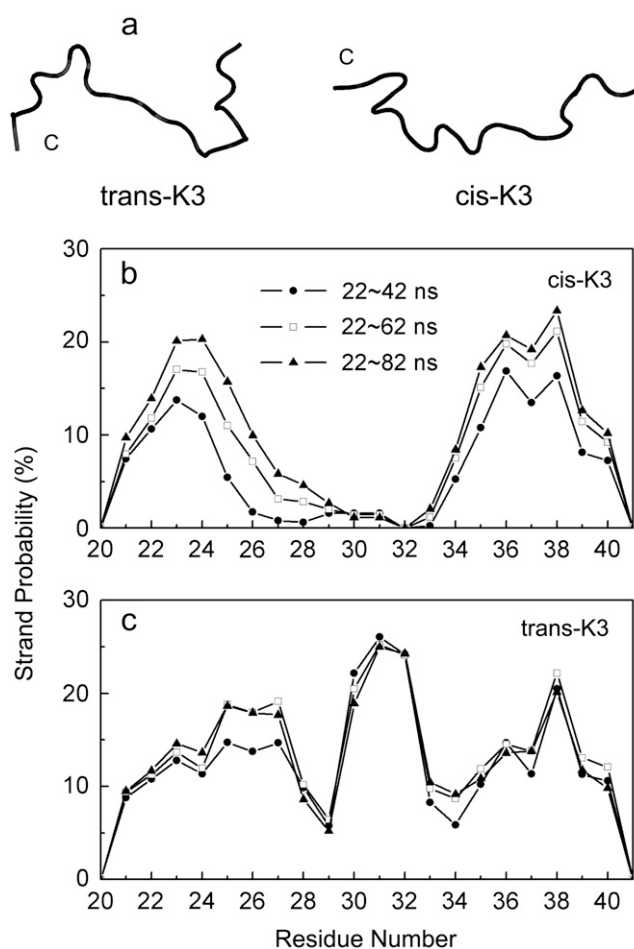 a
C
C
trans-K3
cis-K3
Strand Probability (%)
30
b
cis-K3
22~42 ns
20
22~62 ns
22~82 ns
10
0
20 22 24 26 28 30 32 34 36 38 40
30
c
trans-K3
20
10
0
20 22 24 26 28 30 32 34 36 38 40
Residue Number